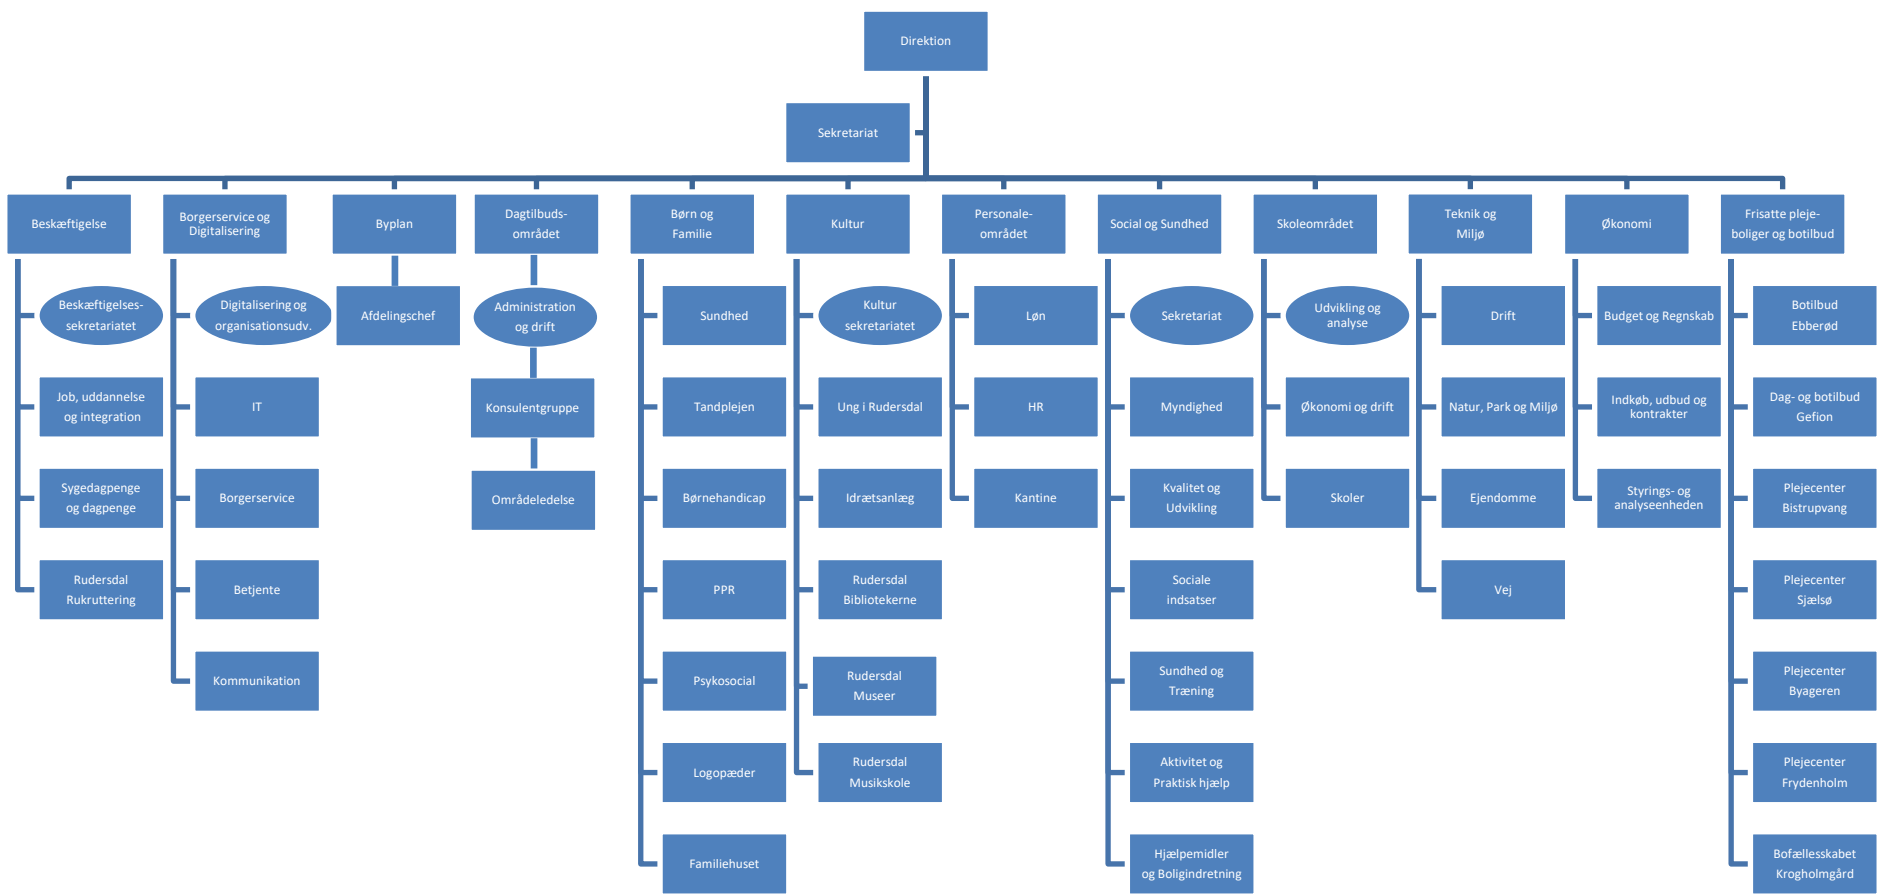 Direktion
Sekretariat
Beskæftigelse
Borgerservice og
Digitalisering
Byplan
Dagtilbuds-
området
Børn og
Familie
Kultur
Personale-
området
Social og Sundhed
Skoleområdet
Teknik og
Miljø
Økonomi
Frisatte pleje-
boliger og botilbud
Beskæftigelses-
sekretariatet
Job, uddannelse
og integration
Sygedagpenge
og dagpenge
Rudersdal
Rukruttering
Digitalisering og
organisationsudv.
IT
Borgerservice
Betjente
Kommunikation
Afdelingschef
Administration
og drift
Konsulentgruppe
Områdeledelse
Sundhed
Tandplejen
Børnehandicap
PPR
Psykosocial
Logopæder
Familiehuset
Kultur
sekretariatet
Ung i Rudersdal
Idrætsanlæg
Rudersdal
Bibliotekerne
Rudersdal
Museer
Rudersdal
Musikskole
Løn
HR
Kantine
Sekretariat
Myndighed
Kvalitet og
Udvikling
Sociale
indsatser
Sundhed og
Træning
Aktivitet og
Praktisk hjælp
Hjælpemidler
og Boligindretning
Udvikling og
analyse
Økonomi og drift
Skoler
Drift
Natur, Park og Miljø
Ejendomme
Vej
Budget og Regnskab
Indkøb, udbud og
kontrakter
Styrings- og
analyseenheden
Botilbud
Ebberød
Dag- og botilbud
Gefion
Plejecenter
Bistrupvang
Plejecenter
Sjælsø
Plejecenter
Byageren
Plejecenter
Frydenholm
Bofællesskabet
Krogholmgård